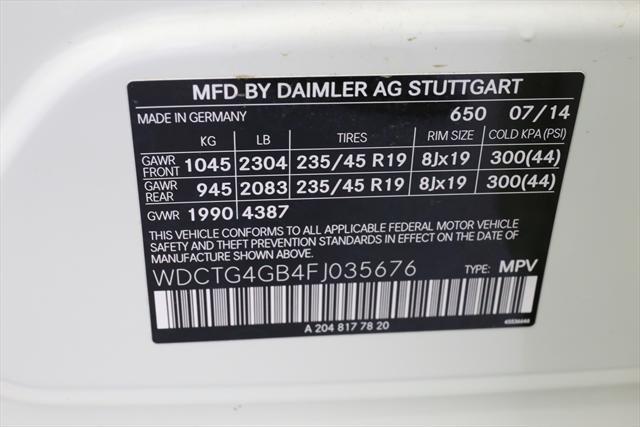 MFD BY DAIMLER AG STUTTGART
MADE IN GERMANY 650 07/14
KG LB TIRES RIM SIZE COLD KPA(PSI)
GAWR FRONT 1045 2304 235/45 R19 8Jx19 300(44)
GAWR REAR 945 2083 235/45 R19 8Jx19 300(44)
GVWR 1990 4387
THIS VEHICLE CONFORMS TO ALL APPLICABLE FEDERAL MOTOR VEHICLE
SAFETY AND THEFT PREVENTION STANDARDS IN EFFECT ON THE DATE OF
MANUFACTURE SHOWN ABOVE.
WDCTG4GB4FJ035676 TYPE: MPV
A 204 817 78 20